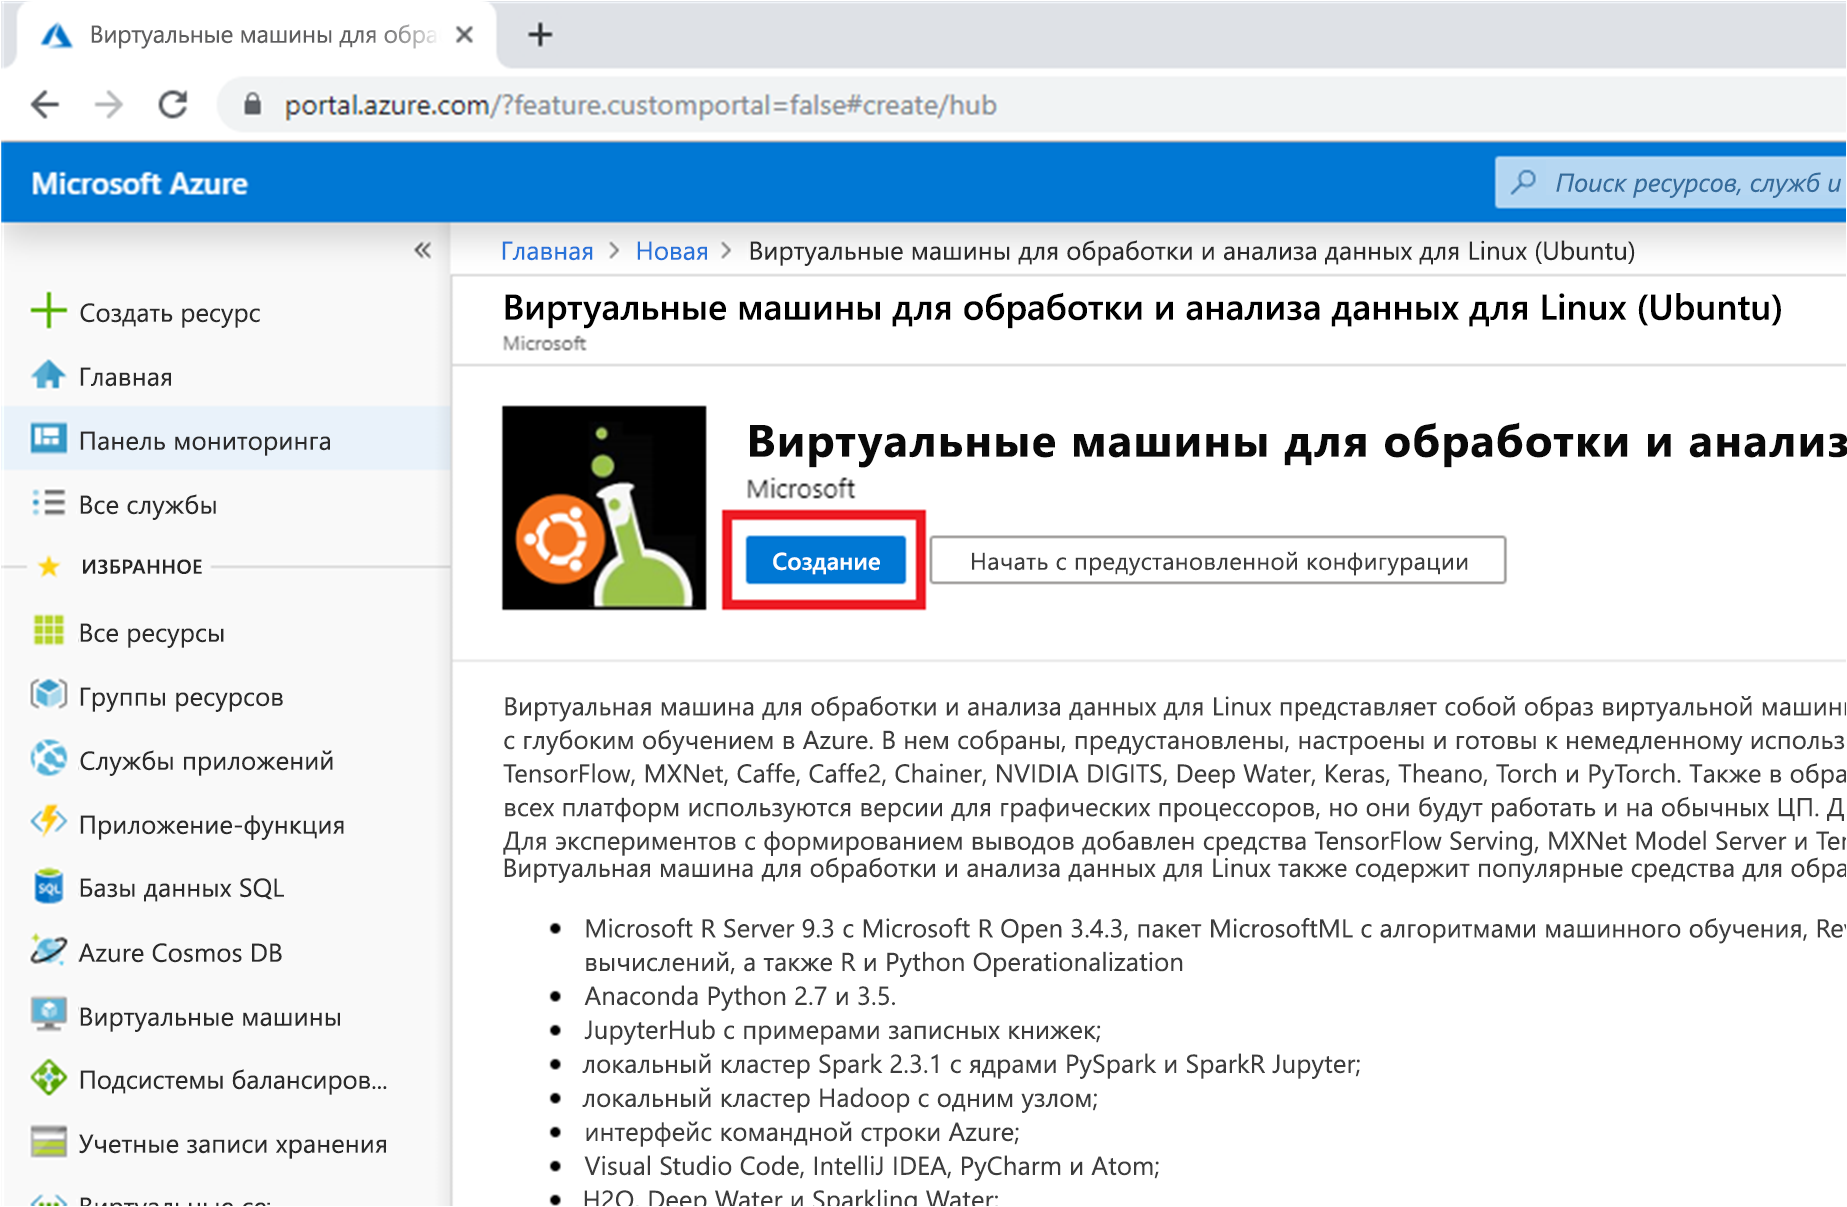 Виртуальные машины для обра
portal.azure.com/?feature.customportal=false#create/hub
Microsoft Azure
Поиск ресурсов, служб и
Главная > Новая > Виртуальные машины для обработки и анализа данных для Linux (Ubuntu)
Виртуальные машины для обработки и анализа данных для Linux (Ubuntu)
Microsoft
Создать ресурс
Главная
Панель мониторинга
Все службы
ИЗБРАННОЕ
Все ресурсы
Группы ресурсов
Службы приложений
Приложение-функция
SQL
Базы данных SQL
Azure Cosmos DB
Виртуальные машины
Подсистемы балансиров...
Учетные записи хранения
Виртуальные
Виртуальные машины для обработки и анализ
Microsoft
Создание
Начать с предустановленной конфигурации
Виртуальная машина для обработки и анализа данных для Linux представляет собой образ виртуальной
с глубоким обучением в Azure. В нем собраны, предустановлены, настроены и готовы к немедленному использ
TensorFlow, MXNet, Caffe, Caffe2, Chainer, NVIDIA DIGITS, Deep Water, Keras, Theano, Torch и PyTorch. Также в обра
всех платформ используются версии для графических процессоров, но они будут работать и на обычных ЦП. Д
Для экспериментов с формированием выводов добавлен средства TensorFlow Serving, MXNet Model Server и
Виртуальная машина для обработки и анализа данных для Linux также содержит популярные средства для обра
• Microsoft R Server 9.3 с Microsoft R Open 3.4.3, пакет MicrosoftML с алгоритмами машинного обучения,
вычислений, а также R и Python Operationalization
• Anaconda Python 2.7 и 3.5.
• JupyterHub с примерами записных книжек;
• локальный кластер Spark 2.3.1 с ядрами PySpark и SparkR Jupyter;
• локальный кластер Hadoop с одним узлом;
• интерфейс командной строки Azure;
• Visual Studio Code, IntelliJ IDEA, PyCharm и Atom;
• H2O, Deep Water и Sparkling Water;